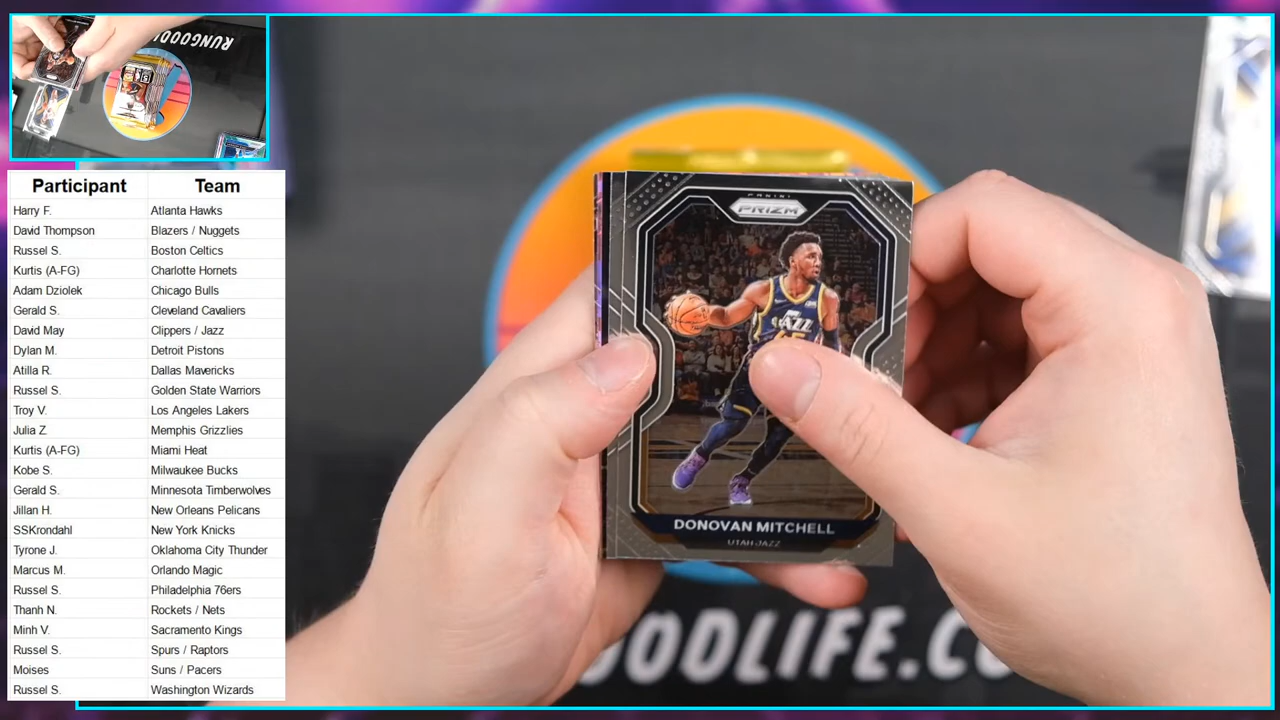 RUNGOODLIFE
Participant Team
Harry F. Atlanta Hawks
David Thompson Blazers / Nuggets
Russel S. Boston Celtics
Kurtis (A-FG) Charlotte Hornets
Adam Dziolek Chicago Bulls
Gerald S. Cleveland Cavaliers
David May Clippers / Jazz
Dylan M. Detroit Pistons
Atilla R. Dallas Mavericks
Russel S. Golden State Warriors
Troy V. Los Angeles Lakers
Julia Z. Memphis Grizzlies
Kurtis (A-FG) Miami Heat
Kobe S. Milwaukee Bucks
Gerald S. Minnesota Timberwolves
Jillan H. New Orleans Pelicans
SSKrondahl New York Knicks
Tyrone J. Oklahoma City Thunder
Marcus M. Orlando Magic
Russel S. Philadelphia 76ers
Thanh N. Rockets / Nets
Minh V. Sacramento Kings
Russel S. Spurs / Raptors
Moises Suns / Pacers
Russel S. Washington Wizards
PANINI
PRIZM
JAZZ
DONOVAN MITCHELL
UTAH JAZZ
GOODLIFE.C